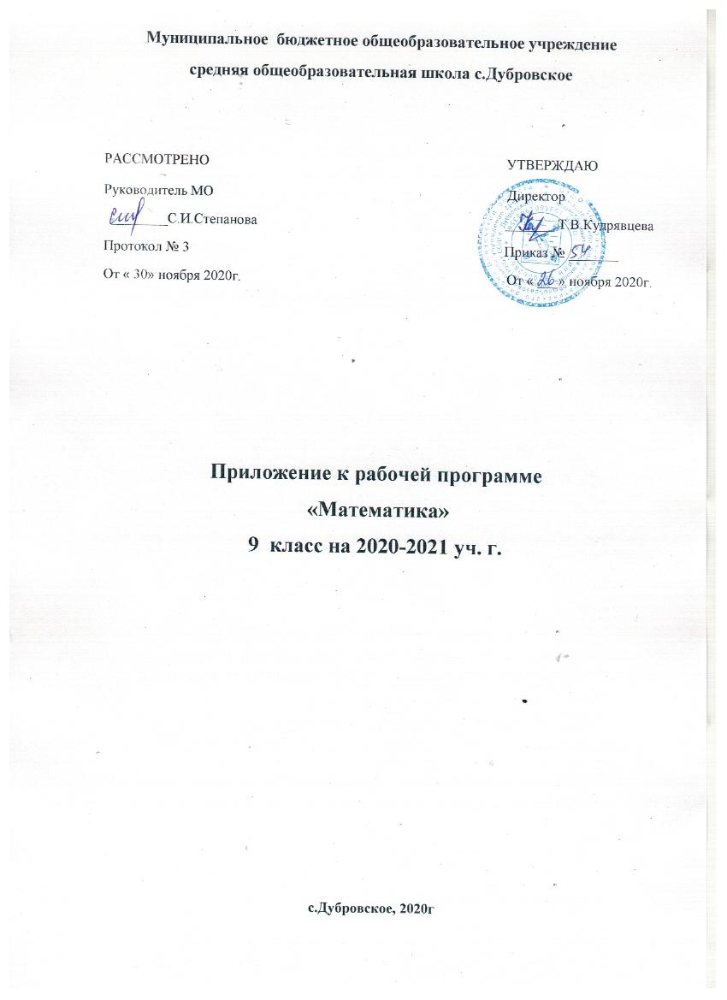 Муниципальное бюджетное общеобразовательное учреждение
средняя общеобразовательная школа с.Дубровское
РАССМОТРЕНО
Руководитель МО
С.И.Степанова
Протокол № 3
От « 30» ноября 2020г.
УТВЕРЖДАЮ
Директор
Т.В.Кудрявцева
Приказ № 54
От « 26 » ноября 2020г.
Приложение к рабочей программе
«Математика»
9 класс на 2020-2021 уч. г.
с.Дубровское, 2020г